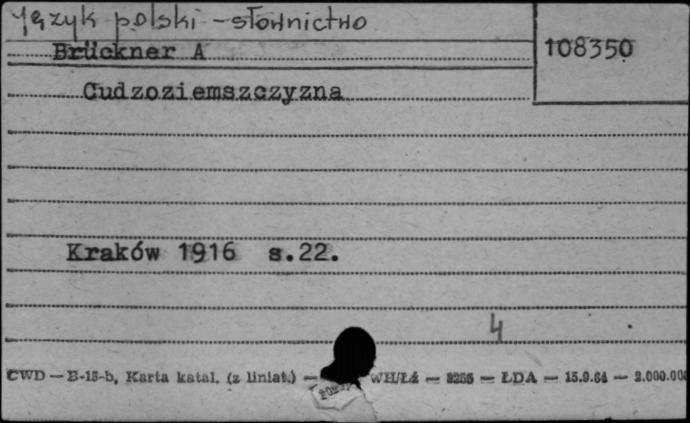 Język polski - słownictwo
Brückner A
108350
Cudzoziemszczyzna
Kraków 1916 s.22.
4
CWD — B-15-b, Karta katal. (z liniat.) — WH/Łź — 8255 — ŁDA — 15.9.64 — 2.000.000